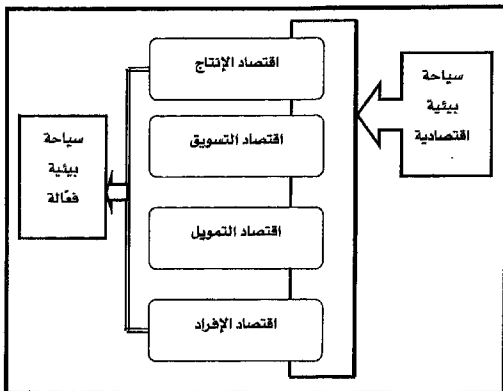 سياحة
بيئية
اقتصادية
اقتصاد الإنتاج
اقتصاد التسويق
اقتصاد التمويل
اقتصاد الإفراد
سياحة
بيئية
فعّالة